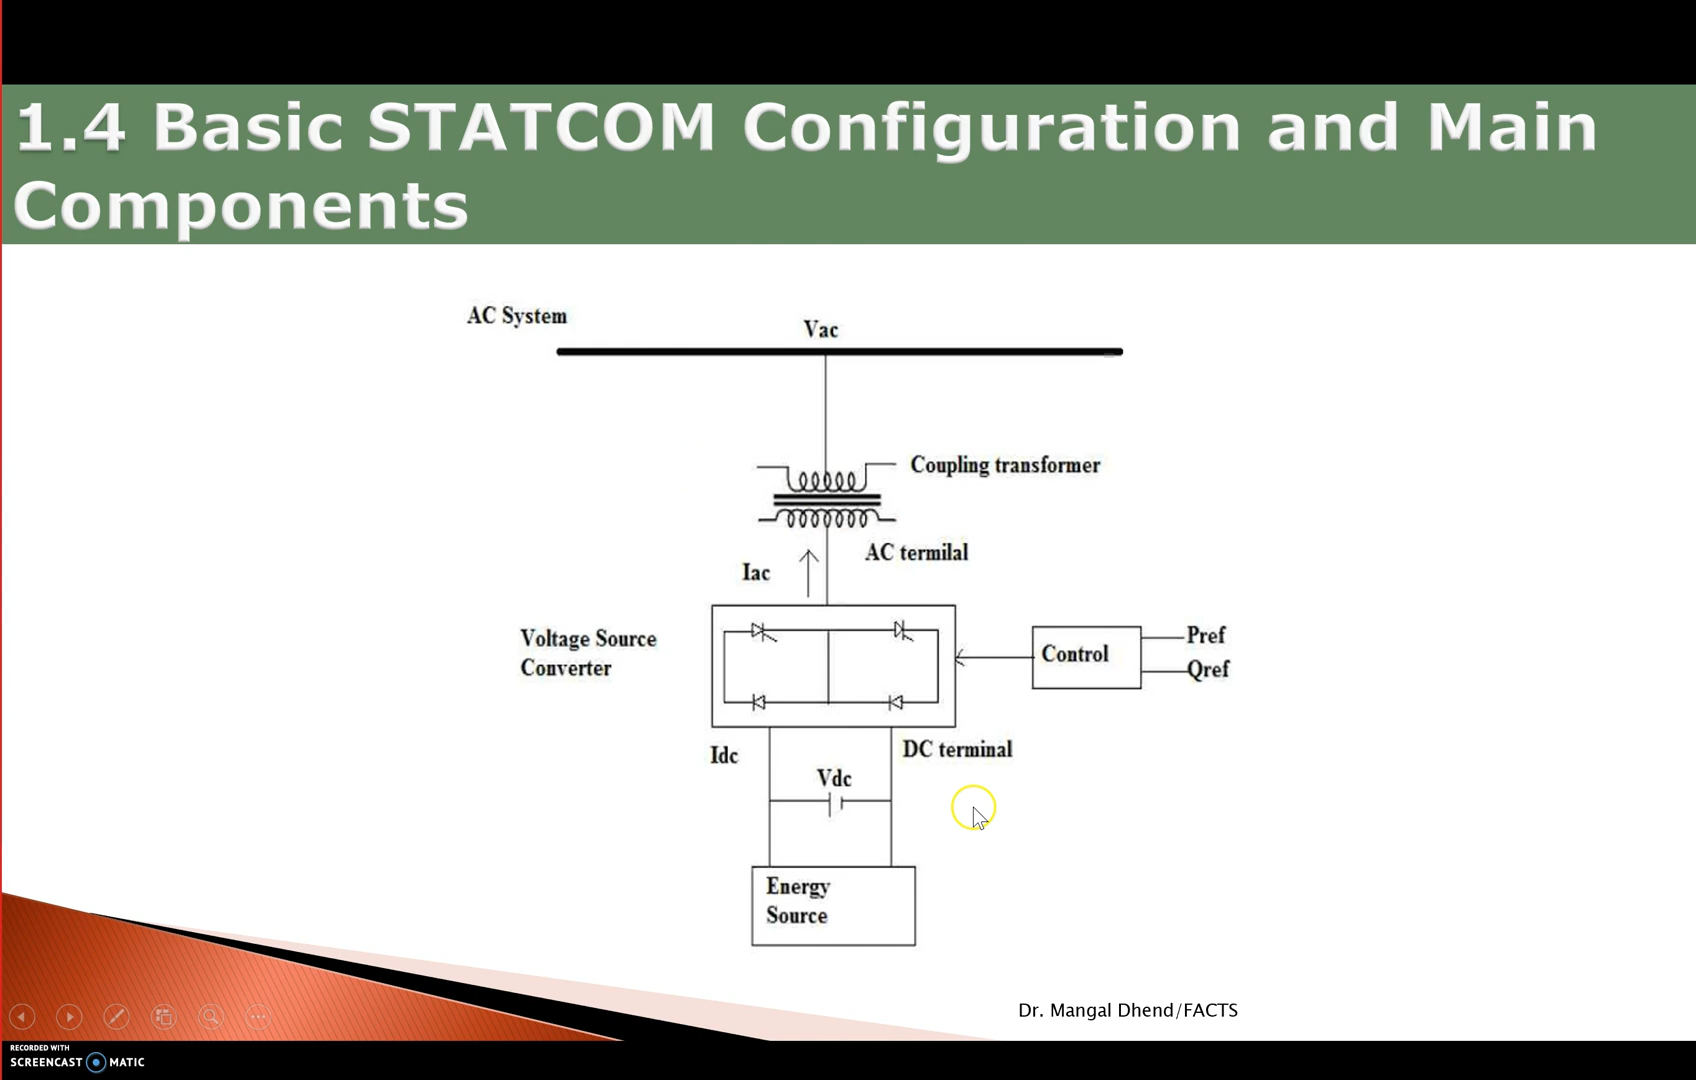 1.4 Basic STATCOM Configuration and Main
Components
AC System
Vac
Coupling transformer
AC termilal
Iac
Voltage Source
Converter
Control
Pref
Qref
Idc
DC terminal
Vdc
Energy
Source
Dr. Mangal Dhend/FACTS
RECORDED WITH
SCREENCAST MATIC